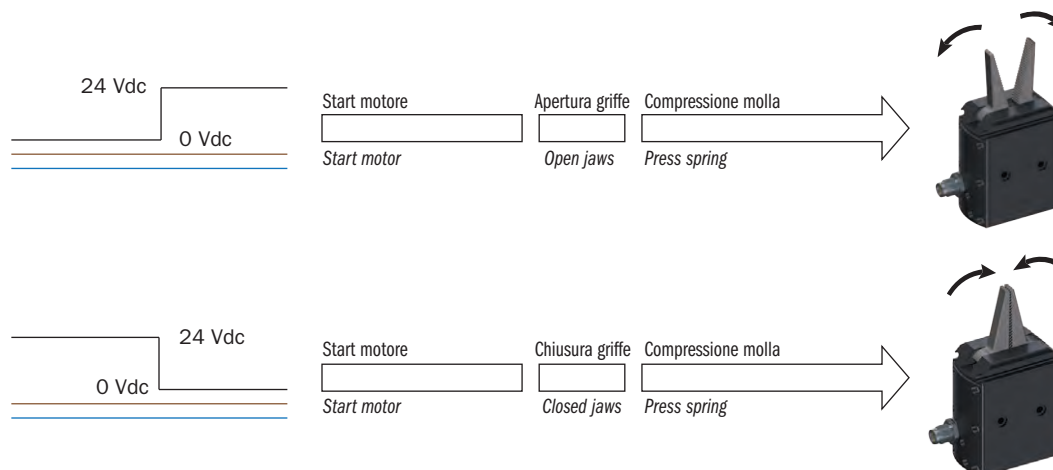 24 Vdc
0 Vdc
Start motore
Apertura griffe
Compressione molla
Start motor
Open jaws
Press spring
24 Vdc
0 Vdc
Start motore
Chiusura griffe
Compressione molla
Start motor
Closed jaws
Press spring